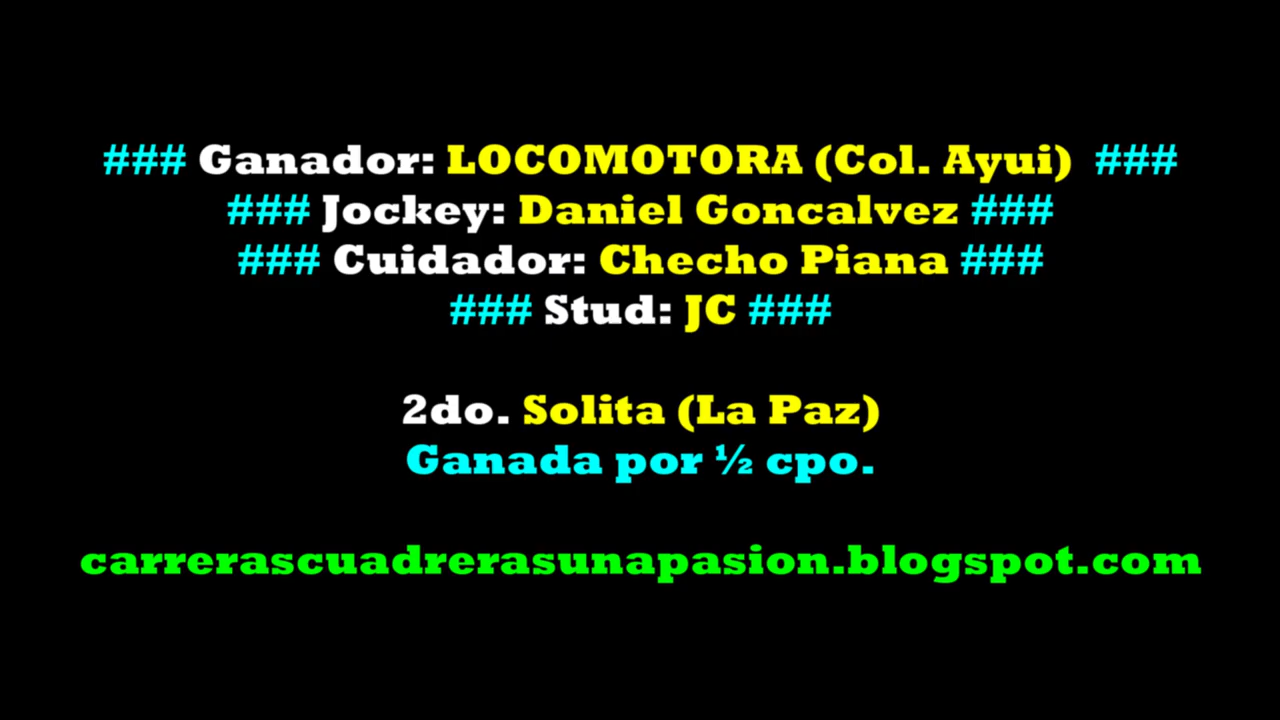 ### Ganador: LOCOMOTORA (Col. Ayui) ###
### Jockey: Daniel Goncalvez ###
### Cuidador: Checho Piana ###
### Stud: JC ###
2do. Solita (La Paz)
Ganada por ½ cpo.
carrerascuadrerasunapasion.blogspot.com